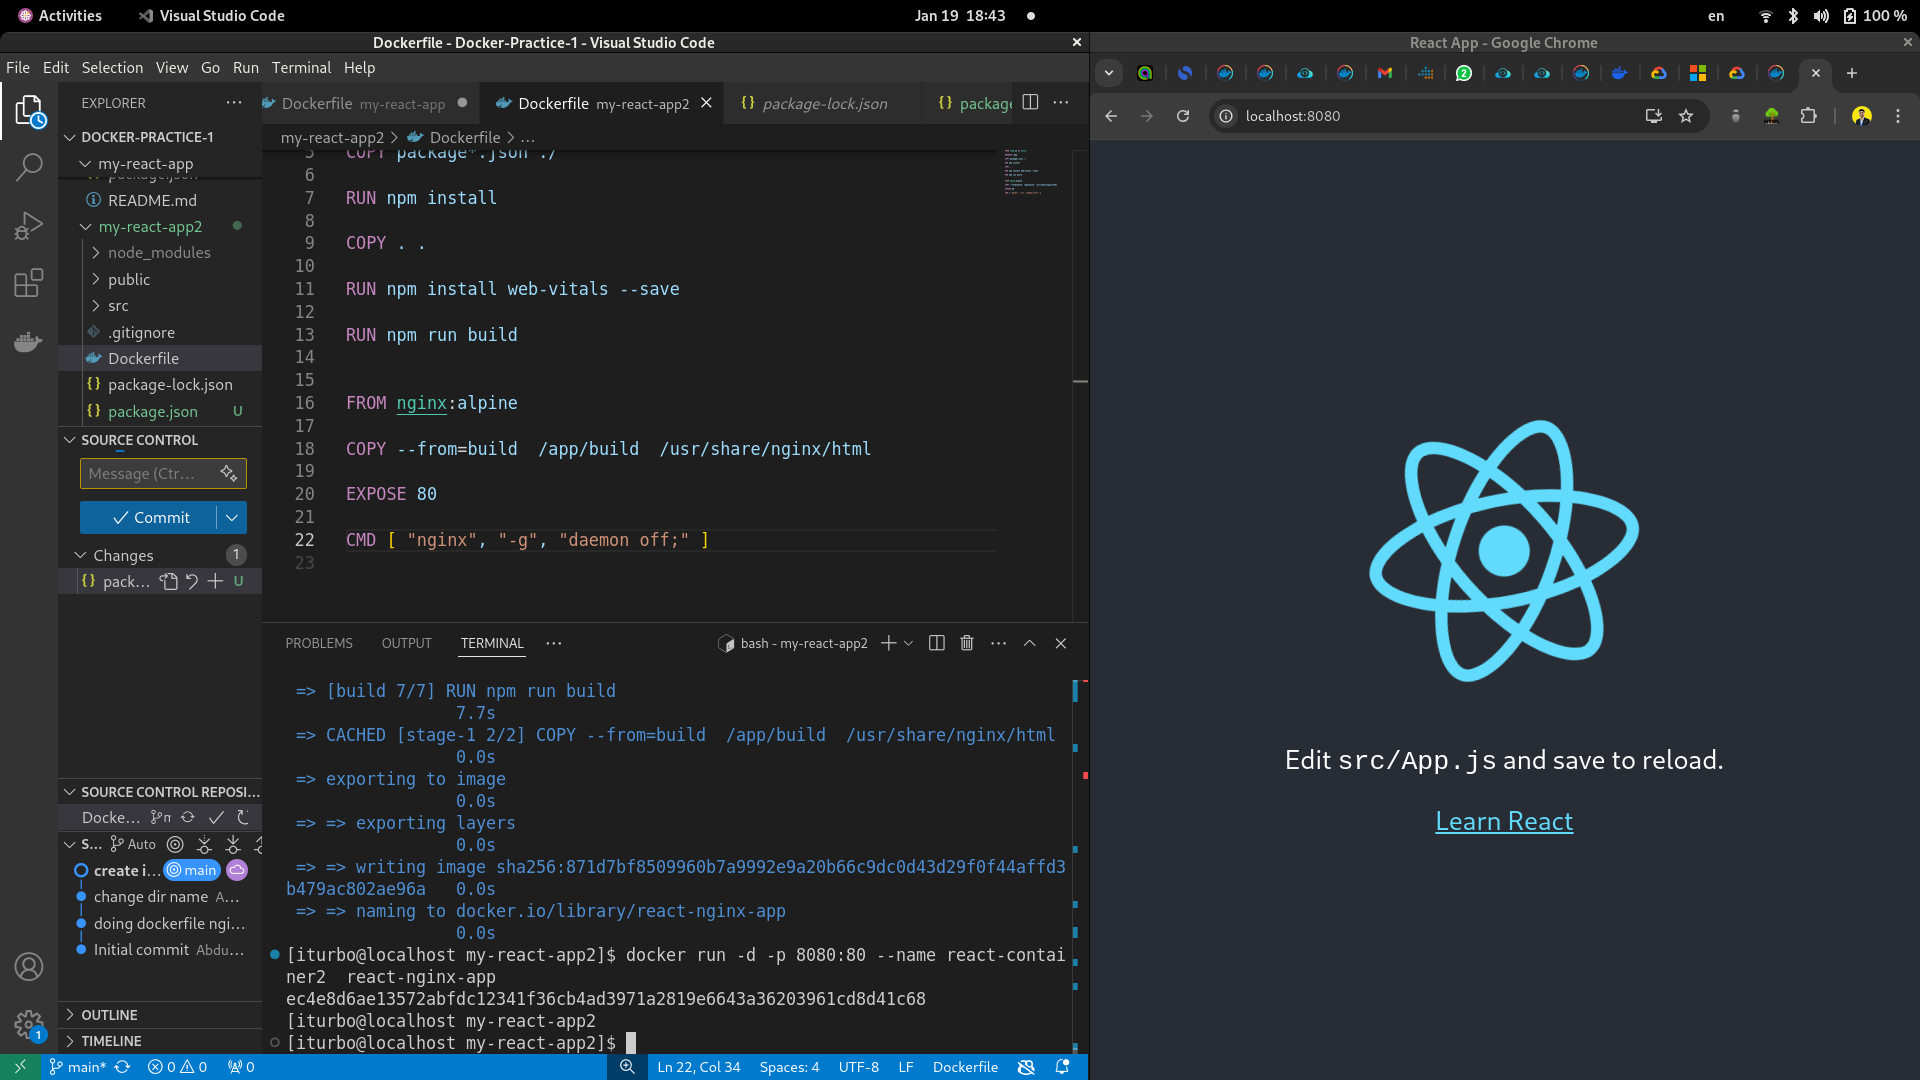 Activities
Visual Studio Code
Jan 19 18:43
en
100 %
Dockerfile - Docker-Practice-1 - Visual Studio Code
File Edit Selection View Go Run Terminal Help
EXPLORER
DOCKER-PRACTICE-1
my-react-app
package.json
README.md
my-react-app2
node_modules
public
src
.gitignore
Dockerfile
package-lock.json
package.json U
SOURCE CONTROL
Message (Ctr...
Commit
Changes 1
pack... U
SOURCE CONTROL REPOSI...
Docke...
S... Auto
create i... main
change dir name A...
doing dockerfile ngi...
Initial commit Abdu...
OUTLINE
TIMELINE
Dockerfile my-react-app
Dockerfile my-react-app2
package-lock.json
package
my-react-app2 > Dockerfile > ...
5 COPY package*.json ./
6
7 RUN npm install
8
9 COPY . .
10
11 RUN npm install web-vitals --save
12
13 RUN npm run build
14
15
16 FROM nginx:alpine
17
18 COPY --from=build  /app/build  /usr/share/nginx/html
19
20 EXPOSE 80
21
22 CMD [ "nginx", "-g", "daemon off;" ]
23
PROBLEMS OUTPUT TERMINAL
bash - my-react-app2
=> [build 7/7] RUN npm run build
7.7s
=> CACHED [stage-1 2/2] COPY --from=build  /app/build  /usr/share/nginx/html
0.0s
=> exporting to image
0.0s
=> => exporting layers
0.0s
=> => writing image sha256:871d7bf8509960b7a9992e9a20b66c9dc0d43d29f0f44affd3
b479ac802ae96a   0.0s
=> => naming to docker.io/library/react-nginx-app
0.0s
[iturbo@localhost my-react-app2]$ docker run -d -p 8080:80 --name react-contai
ner2  react-nginx-app
ec4e8d6ae13572abfdc12341f36cb4ad3971a2819e6643a36203961cd8d41c68
[iturbo@localhost my-react-app2
[iturbo@localhost my-react-app2]$
1
main* 0 0 0
Ln 22, Col 34 Spaces: 4 UTF-8 LF Dockerfile
React App - Google Chrome
2
localhost:8080
Edit src/App.js and save to reload.
Learn React